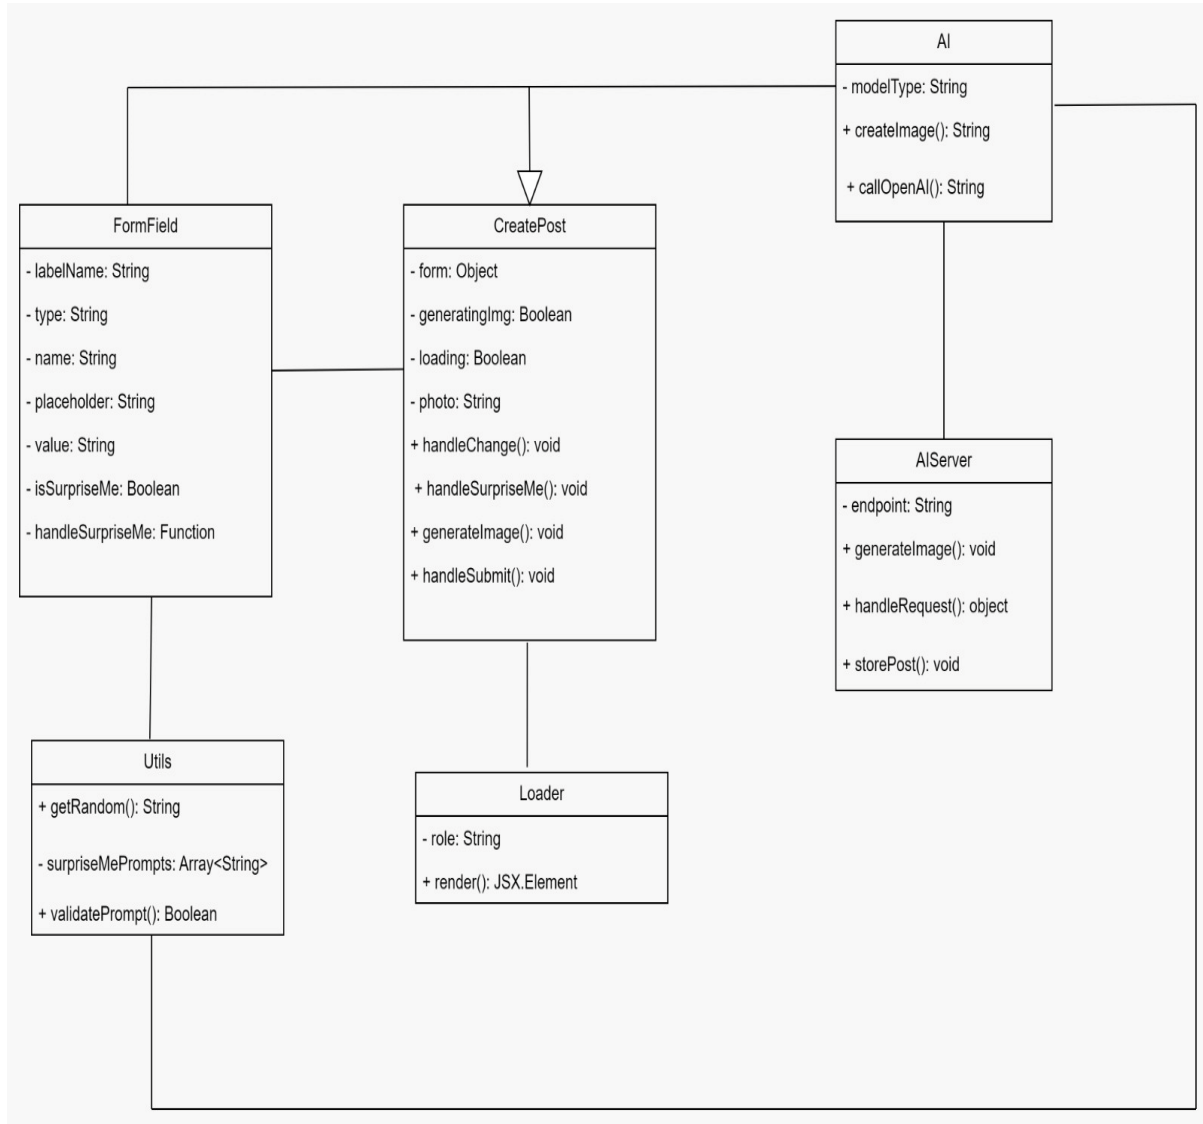 AI
- modelType: String
+ createImage(): String
+ callOpenAI(): String
FormField
- labelName: String
- type: String
- name: String
- placeholder: String
- value: String
- isSurpriseMe: Boolean
- handleSurpriseMe: Function
CreatePost
- form: Object
- generatingImg: Boolean
- loading: Boolean
- photo: String
+ handleChange(): void
+ handleSurpriseMe(): void
+ generateImage(): void
+ handleSubmit(): void
AIServer
- endpoint: String
+ generateImage(): void
+ handleRequest(): object
+ storePost(): void
Utils
+ getRandom(): String
- surpriseMePrompts: Array<String>
+ validatePrompt(): Boolean
Loader
- role: String
+ render(): JSX.Element